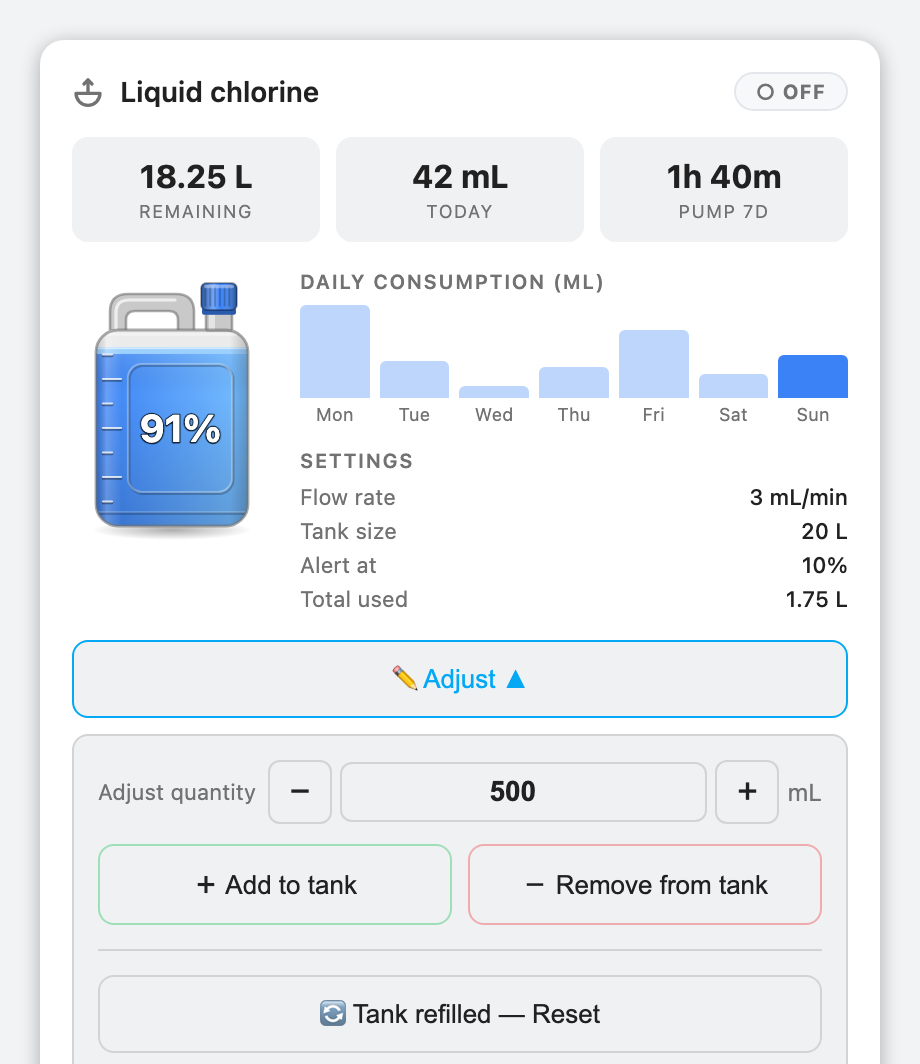 Liquid chlorine
OFF
18.25 L
REMAINING
42 mL
TODAY
1h 40m
PUMP 7D
91%
DAILY CONSUMPTION (ML)
Mon Tue Wed Thu Fri Sat Sun
SETTINGS
Flow rate 3 mL/min
Tank size 20 L
Alert at 10%
Total used 1.75 L
✏️ Adjust ▲
Adjust quantity − 500 + mL
+ Add to tank
− Remove from tank
🔄 Tank refilled — Reset